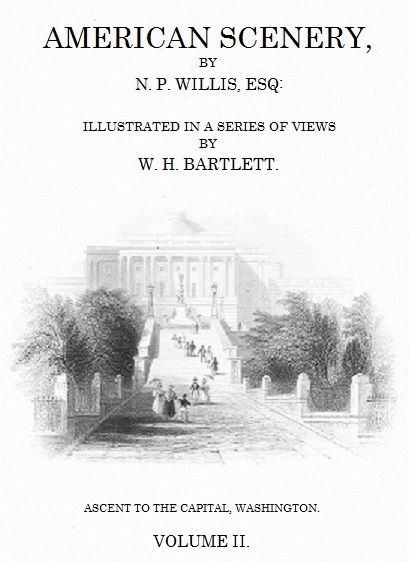 AMERICAN SCENERY,
BY
N. P. WILLIS, ESQ:
ILLUSTRATED IN A SERIES OF VIEWS
BY
W. H. BARTLETT.
ASCENT TO THE CAPITAL, WASHINGTON.
VOLUME II.